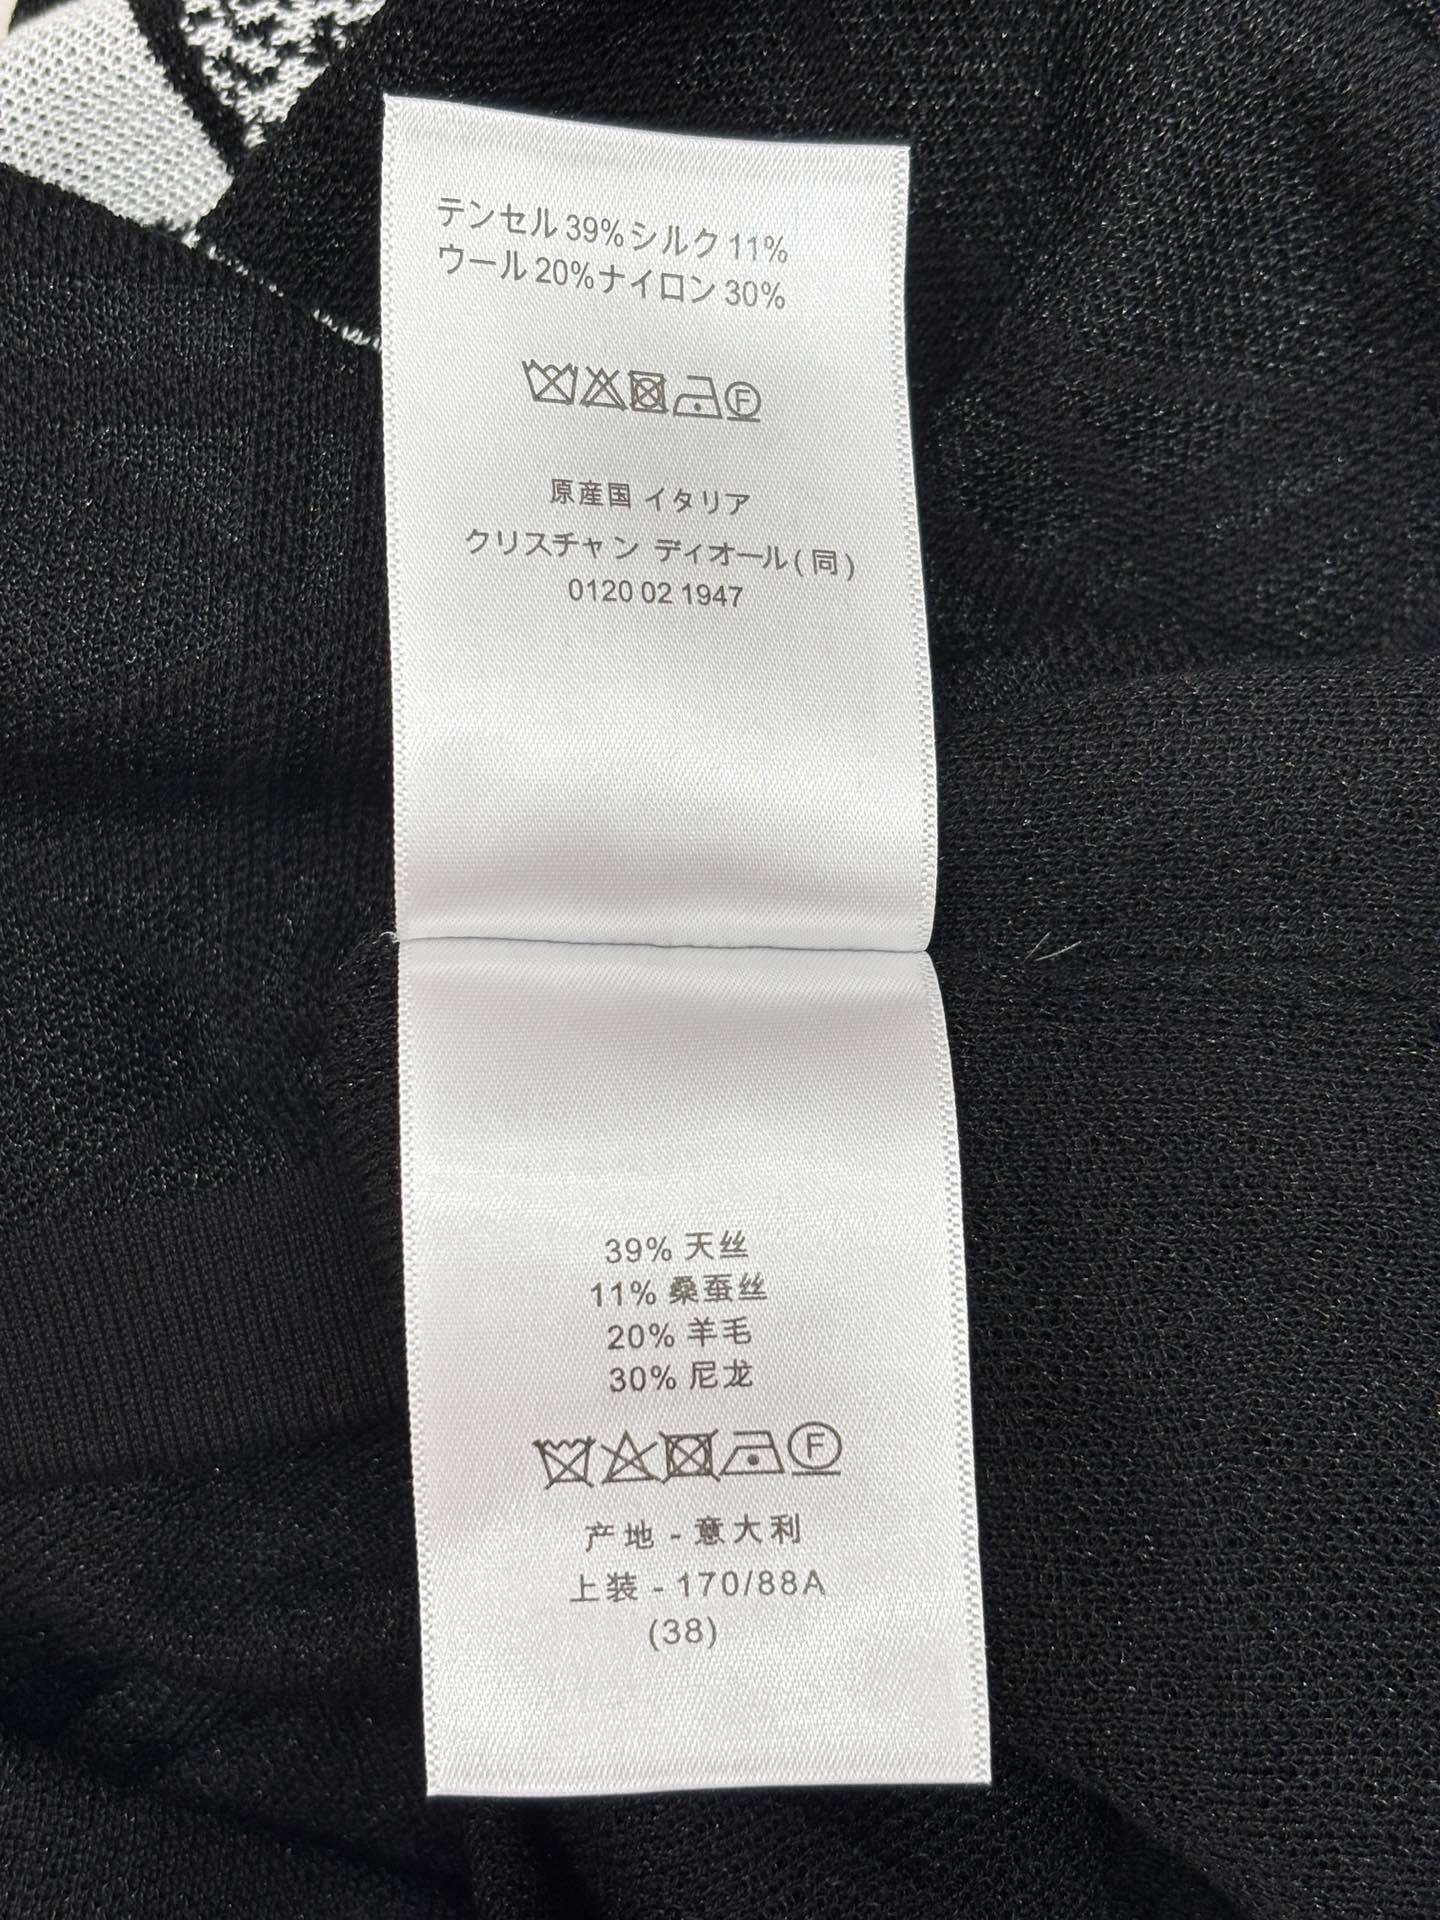 テンセル 39%シルク 11%
ウール 20%ナイロン 30%
F
原産国 イタリア
クリスチャン ディオール(同)
0120 02 1947
39% 天丝
11% 桑蚕丝
20% 羊毛
30% 尼龙
F
产地 - 意大利
上装 - 170/88A
(38)